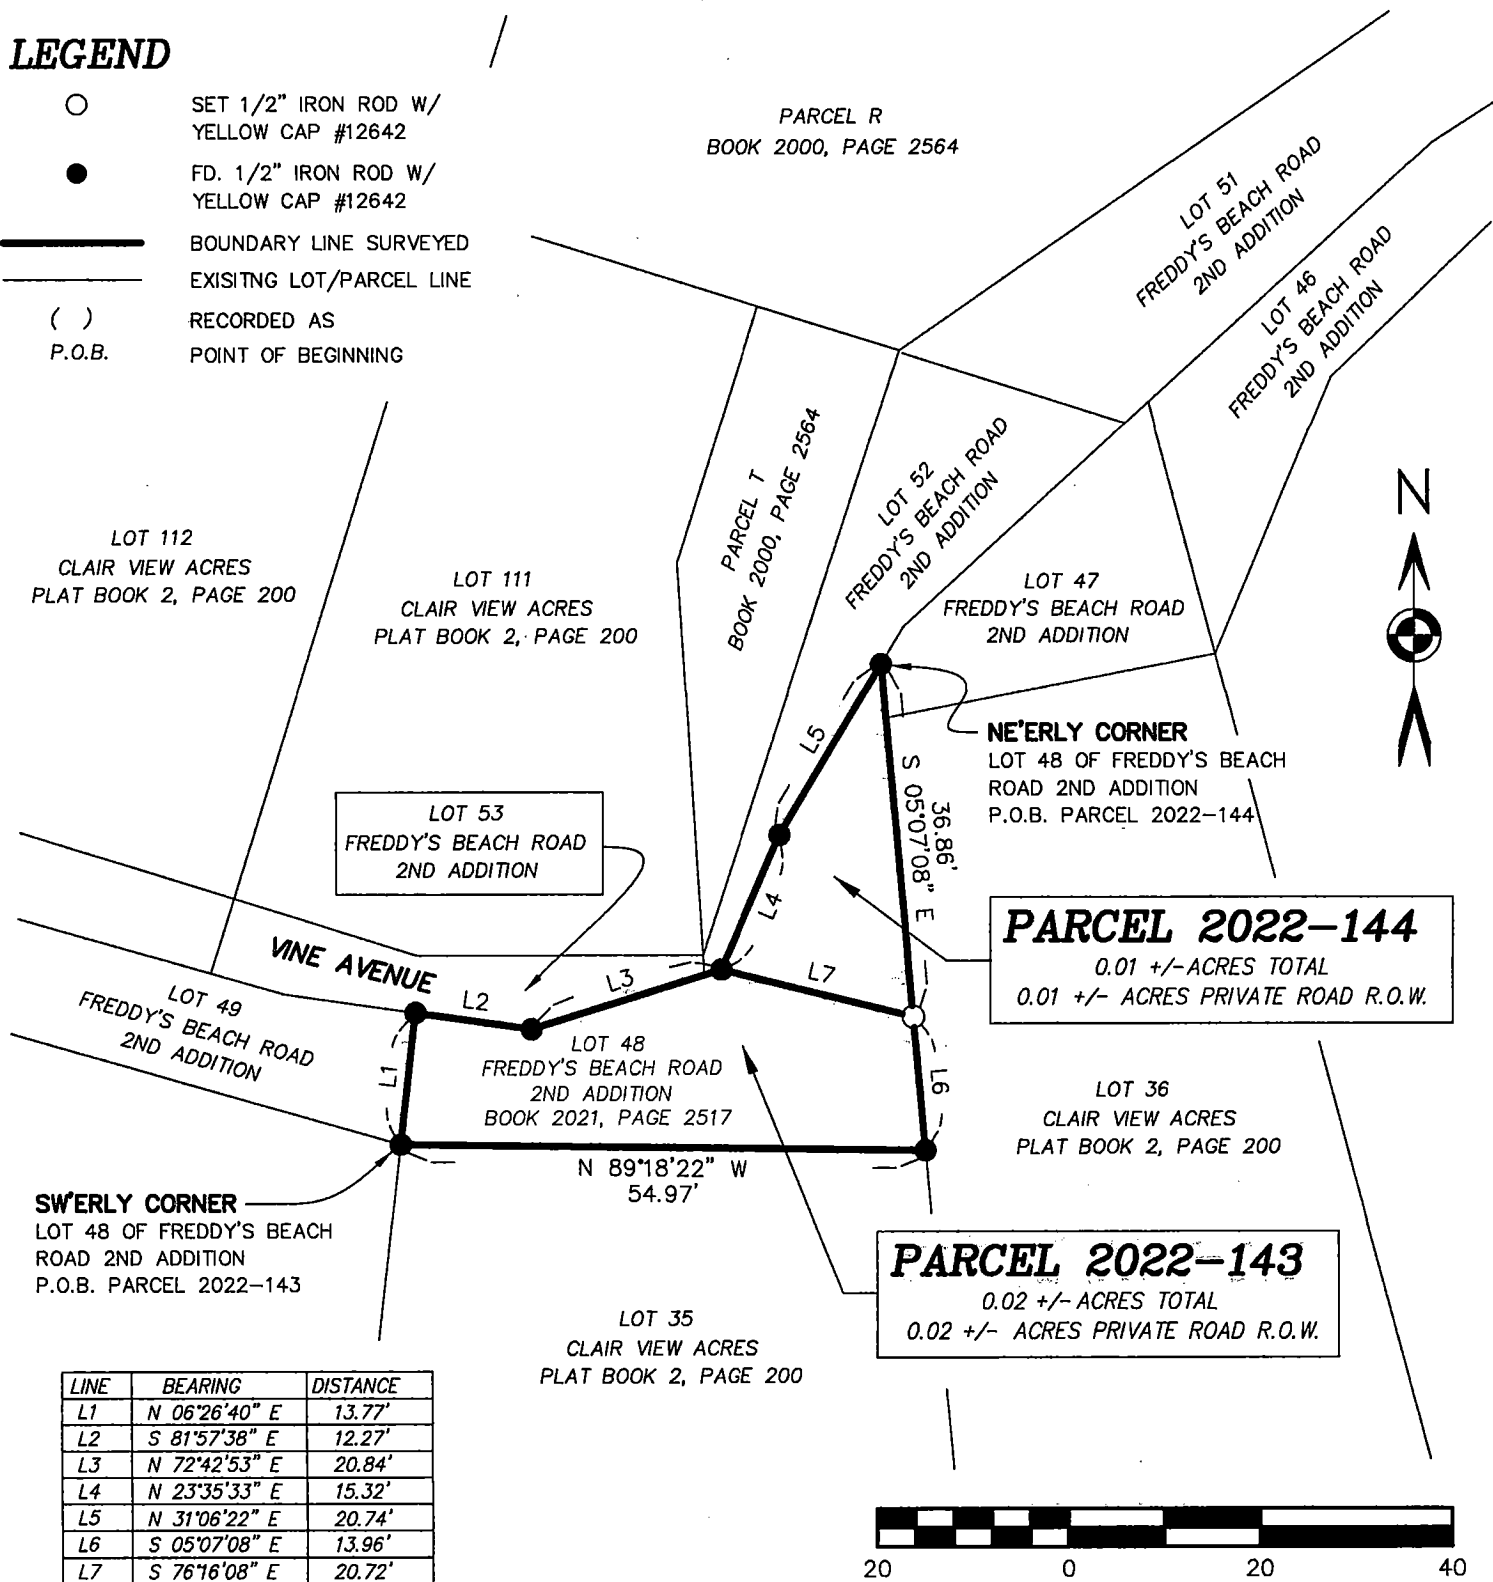 LEGEND
SET 1/2" IRON ROD W/
YELLOW CAP #12642
FD. 1/2" IRON ROD W/
YELLOW CAP #12642
BOUNDARY LINE SURVEYED
EXISITNG LOT/PARCEL LINE
( ) RECORDED AS
P.O.B. POINT OF BEGINNING
PARCEL R
BOOK 2000, PAGE 2564
LOT 51
FREDDY'S BEACH ROAD
2ND ADDITION
LOT 46
FREDDY'S BEACH ROAD
2ND ADDITION
PARCEL T
BOOK 2000, PAGE 2564
LOT 52
FREDDY'S BEACH ROAD
2ND ADDITION
N
LOT 112
CLAIR VIEW ACRES
PLAT BOOK 2, PAGE 200
LOT 111
CLAIR VIEW ACRES
PLAT BOOK 2, PAGE 200
LOT 47
FREDDY'S BEACH ROAD
2ND ADDITION
NE'ERLY CORNER
LOT 48 OF FREDDY'S BEACH
ROAD 2ND ADDITION
P.O.B. PARCEL 2022-144
L5
S 05°07'08" E
36.86'
LOT 53
FREDDY'S BEACH ROAD
2ND ADDITION
L4
PARCEL 2022-144
0.01 +/- ACRES TOTAL
0.01 +/- ACRES PRIVATE ROAD R.O.W.
VINE AVENUE
L2
L3
L7
LOT 49
FREDDY'S BEACH ROAD
2ND ADDITION
L1
LOT 48
FREDDY'S BEACH ROAD
2ND ADDITION
BOOK 2021, PAGE 2517
L6
LOT 36
CLAIR VIEW ACRES
PLAT BOOK 2, PAGE 200
N 89°18'22" W
54.97'
SW'ERLY CORNER
LOT 48 OF FREDDY'S BEACH
ROAD 2ND ADDITION
P.O.B. PARCEL 2022-143
PARCEL 2022-143
0.02 +/- ACRES TOTAL
0.02 +/- ACRES PRIVATE ROAD R.O.W.
LOT 35
CLAIR VIEW ACRES
PLAT BOOK 2, PAGE 200
LINE BEARING DISTANCE
L1 N 06°26'40" E 13.77'
L2 S 81°57'38" E 12.27'
L3 N 72°42'53" E 20.84'
L4 N 23°35'33" E 15.32'
L5 N 31°06'22" E 20.74'
L6 S 05°07'08" E 13.96'
L7 S 76°16'08" E 20.72'
20 0 20 40